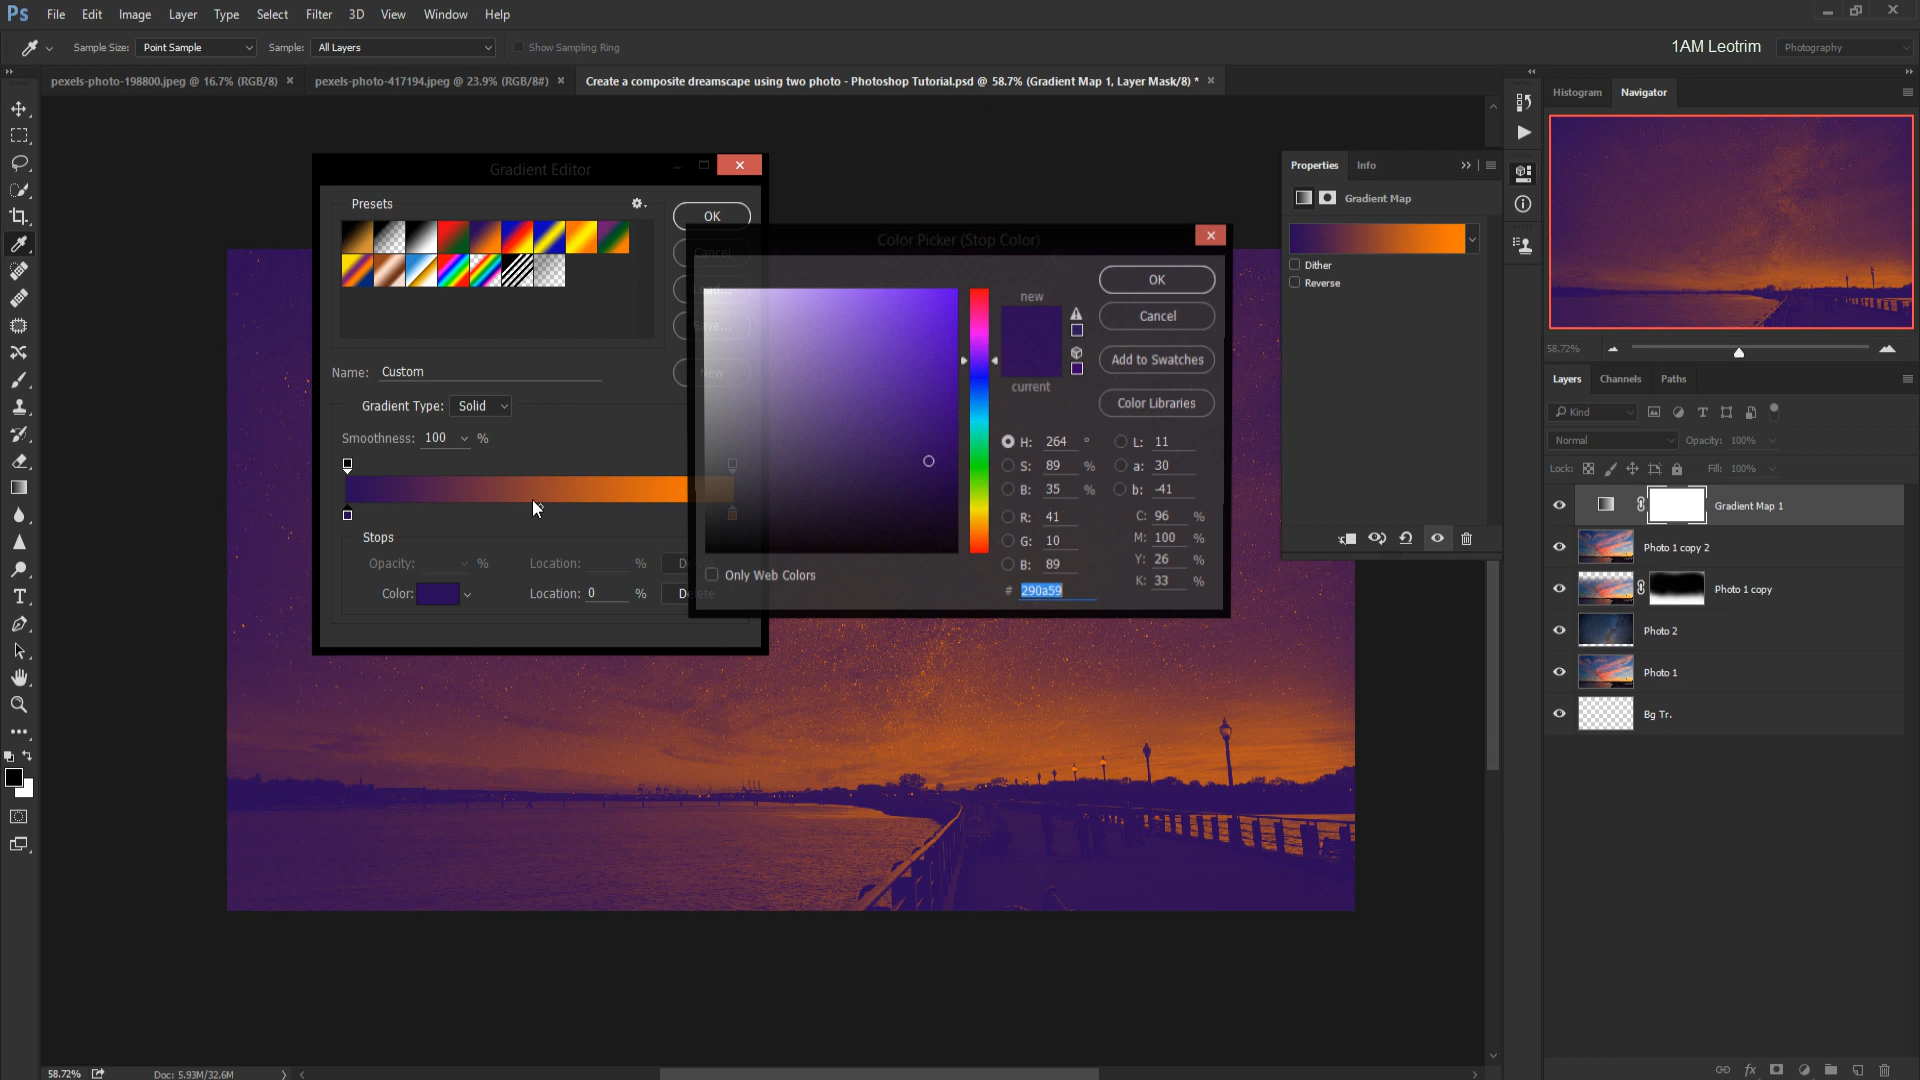 Ps File Edit Image Layer Type Select Filter 3D View Window Help
Sample Size: Point Sample Sample: All Layers Show Sampling Ring 1AM Leotrim Photography
pexels-photo-198800.jpeg @ 16.7% (RGB/8) × pexels-photo-417194.jpeg @ 23.9% (RGB/8#) × Create a composite dreamscape using two photo - Photoshop Tutorial.psd @ 58.7% (Gradient Map 1, Layer Mask/8) * ×
Histogram Navigator
58.72%
Gradient Editor
Presets
OK
Cancel
Save...
New
Name: Custom
Gradient Type: Solid
Smoothness: 100 %
Stops
Opacity: % Location: %
Color: Location: 0 % Delete
Color Picker (Stop Color)
new
current
OK
Cancel
Add to Swatches
Color Libraries
H: 264 ° L: 11
S: 89 % a: 30
B: 35 % b: -41
R: 41 C: 96 %
G: 10 M: 100 %
B: 89 Y: 26 %
K: 33 %
# 290a59
Only Web Colors
Properties Info
Gradient Map
Dither
Reverse
Layers Channels Paths
Kind
Normal Opacity: 100%
Lock: Fill: 100%
Gradient Map 1
Photo 1 copy 2
Photo 1 copy
Photo 2
Photo 1
Bg Tr.
58.72% Doc: 5.93M/32.6M